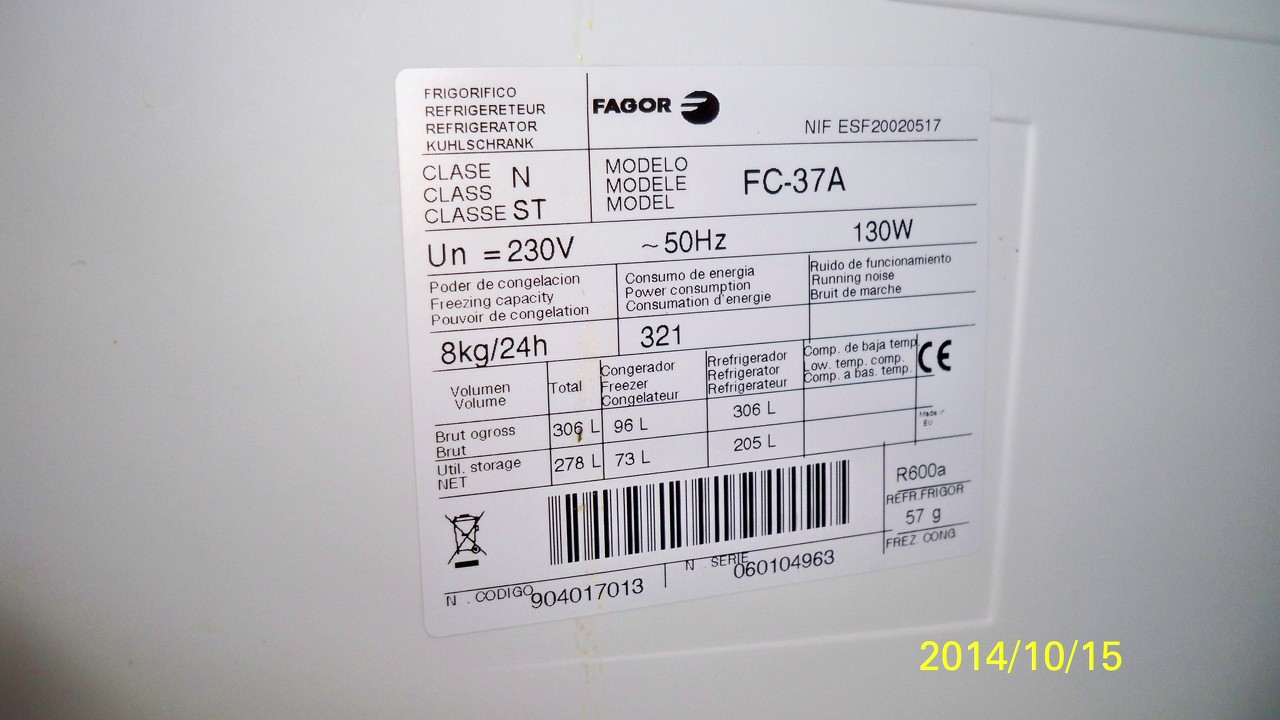 FRIGORIFICO
REFRIGERETEUR
REFRIGERATOR
KUHLSCHRANK
FAGOR
NIF ESF20020517
CLASE N
CLASS
CLASSE ST
MODELO
MODELE
MODEL
FC-37A
Un = 230V ~ 50Hz 130W
Poder de congelacion
Freezing capacity
Pouvoir de congelation
Consumo de energia
Power consumption
Consumation d'energie
Ruido de funcionamiento
Running noise
Bruit de marche
8kg/24h
321
Volumen
Volume
Total
Congerador
Freezer
Congelateur
Rrefrigerador
Refrigerator
Refrigerateur
Comp. de baja temp.
Low. temp. comp.
Comp. a bas. temp.
CE
Brut ogross
Brut
306 L
96 L
306 L
Made in
EU
Util. storage
NET
278 L
73 L
205 L
R600a
REFR.FRIGOR
57 g
FREZ. CONG.
N . CODIGO 904017013
N . SERIE 060104963
2014/10/15